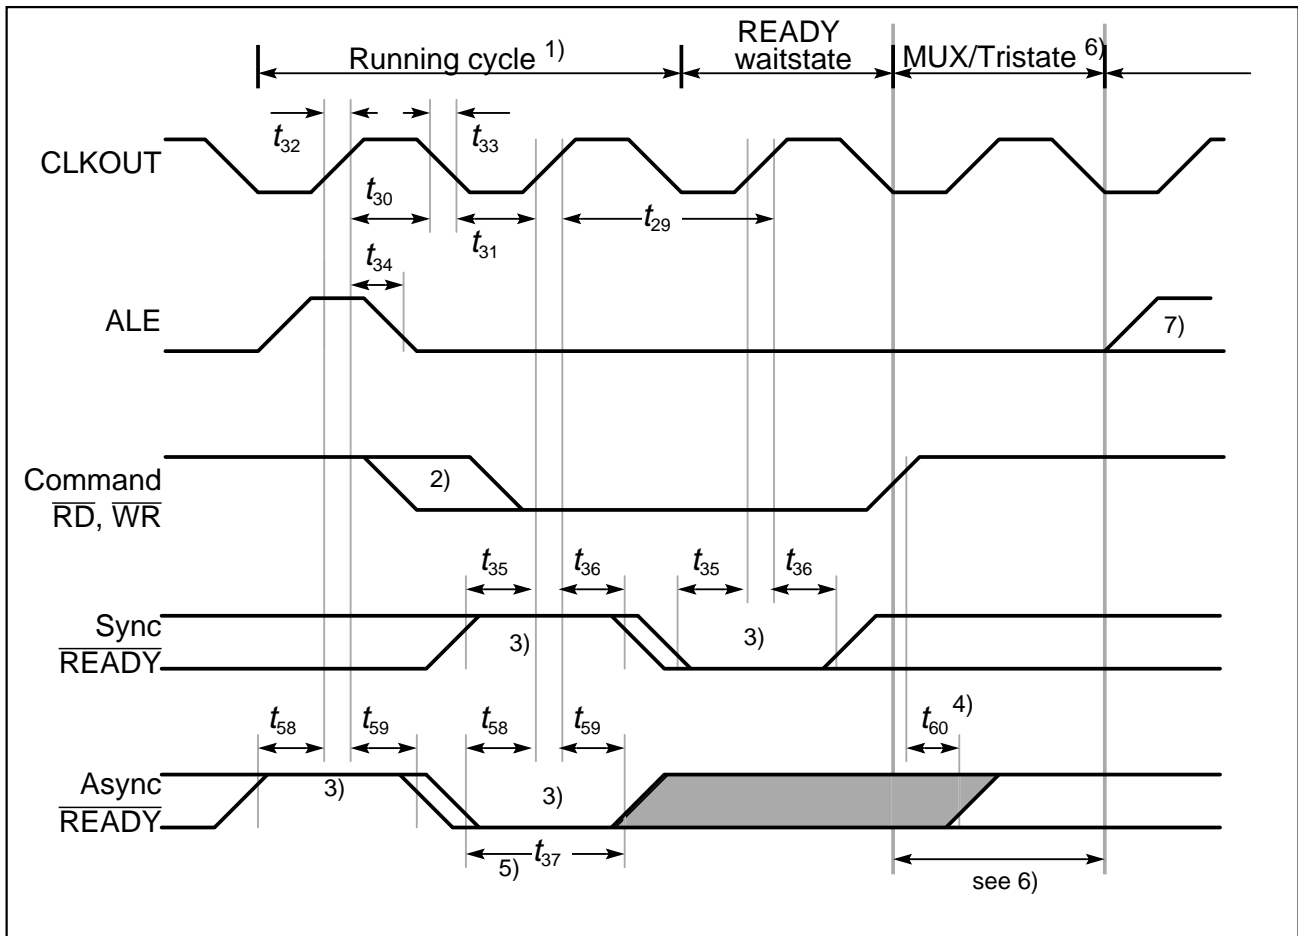 READY
Running cycle 1) waitstate MUX/Tristate 6)
t32 t33
CLKOUT
t30
t31 t29
t34
ALE 7)
Command 2)
RD, WR
t35 t36 t35 t36
Sync 3) 3)
READY
t58 t59 t58 t59 t60 4)
Async 3) 3)
READY
5) t37
see 6)